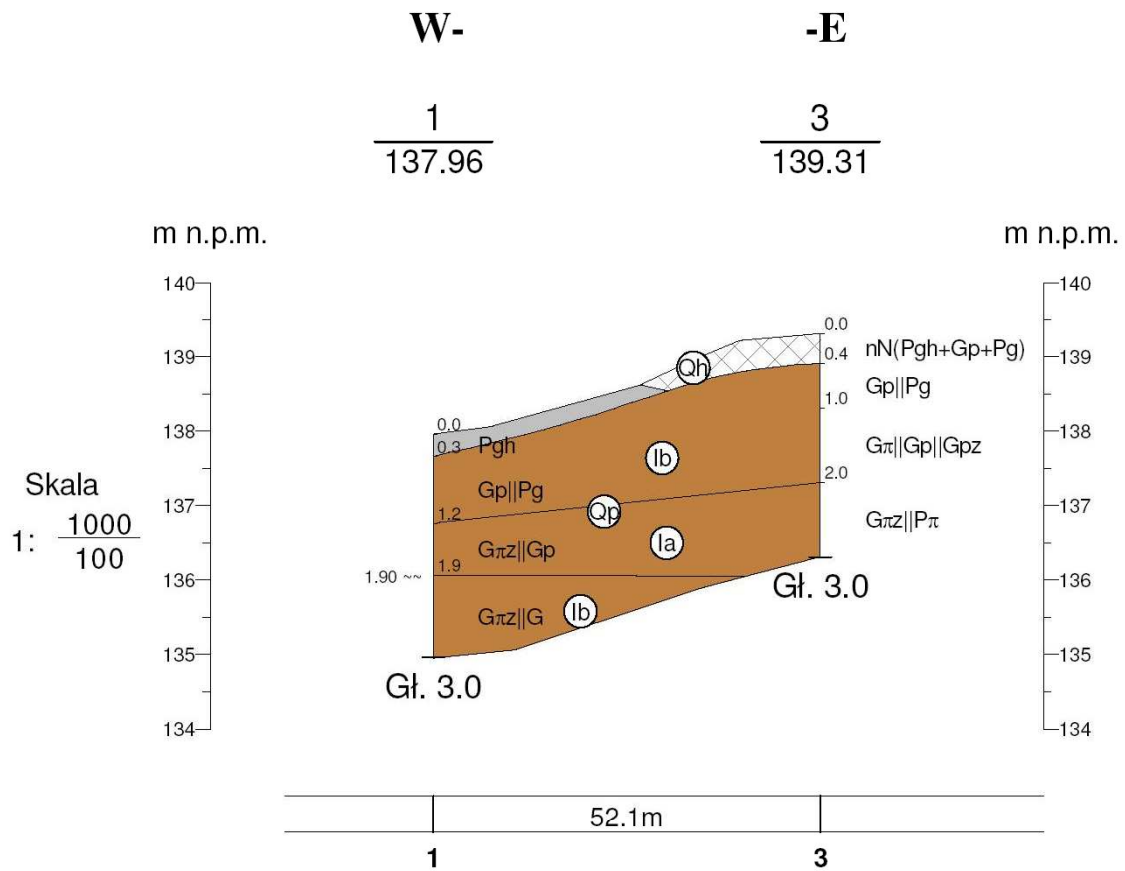 W- -E
1 3
137.96 139.31
m n.p.m. m n.p.m.
140 140
0.0
139 0.4 nN(Pgh+Gp+Pg) 139
Qh
Gp||Pg
1.0
138 0.0 138
0.3 Pgh
Gπ||Gp||Gpz
Ib
2.0
Skala
Gp||Pg
137 137
1.2 Qp
Gπz||Pπ
1: 1000
100
Gπz||Gp Ia
136 1.90 ~~ 1.9 136
Gł. 3.0
Gπz||G Ib
135 135
Gł. 3.0
134 134
52.1m
1 3